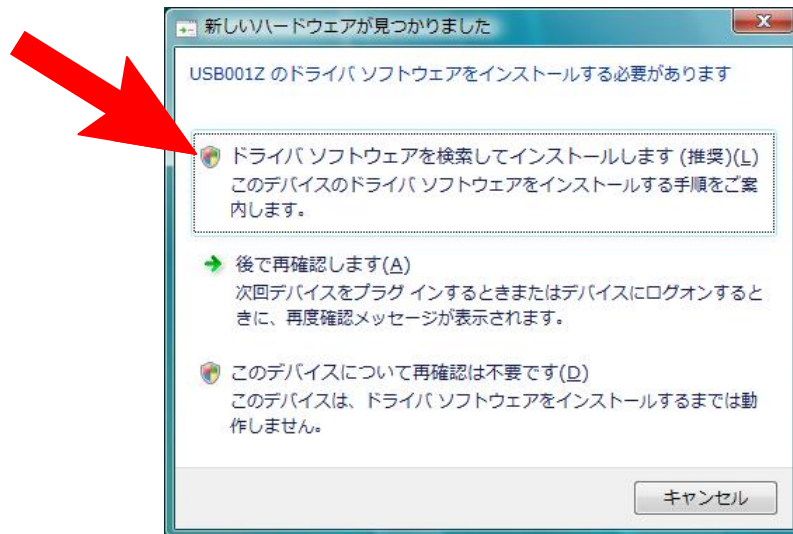 新しいハードウェアが見つかりました
USB001Z のドライバ ソフトウェアをインストールする必要があります
ドライバ ソフトウェアを検索してインストールします (推奨)(L)
このデバイスのドライバ ソフトウェアをインストールする手順をご案
内します。
後で再確認します(A)
次回デバイスをプラグ インするときまたはデバイスにログオンすると
きに、再度確認メッセージが表示されます。
このデバイスについて再確認は不要です(D)
このデバイスは、ドライバ ソフトウェアをインストールするまでは動
作しません。
キャンセル